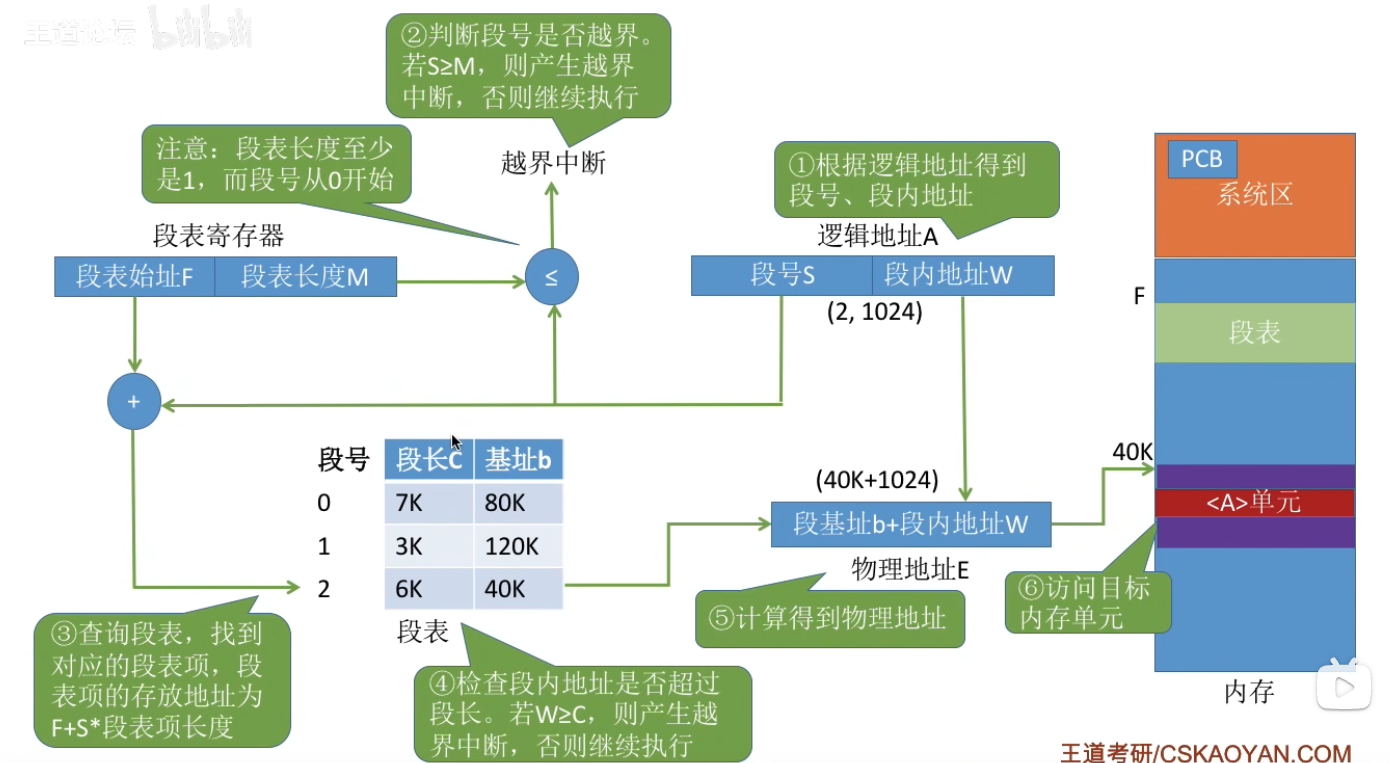 王道论坛 bilibili
②判断段号是否越界。
若S≥M，则产生越界
中断，否则继续执行
注意：段表长度至少
是1，而段号从0开始
越界中断
①根据逻辑地址得到
段号、段内地址
段表寄存器
段表始址F 段表长度M
≤
逻辑地址A
段号S 段内地址W
(2, 1024)
PCB
系统区
F
段表
+
段号 段长C 基址b
0 7K 80K
1 3K 120K
2 6K 40K
段表
(40K+1024)
段基址b+段内地址W
物理地址E
40K
<A>单元
③查询段表，找到
对应的段表项，段
表项的存放地址为
F+S*段表项长度
④检查段内地址是否超过
段长。若W≥C，则产生越
界中断，否则继续执行
⑤计算得到物理地址
⑥访问目标
内存单元
内存
王道考研/CSKAOYAN.COM